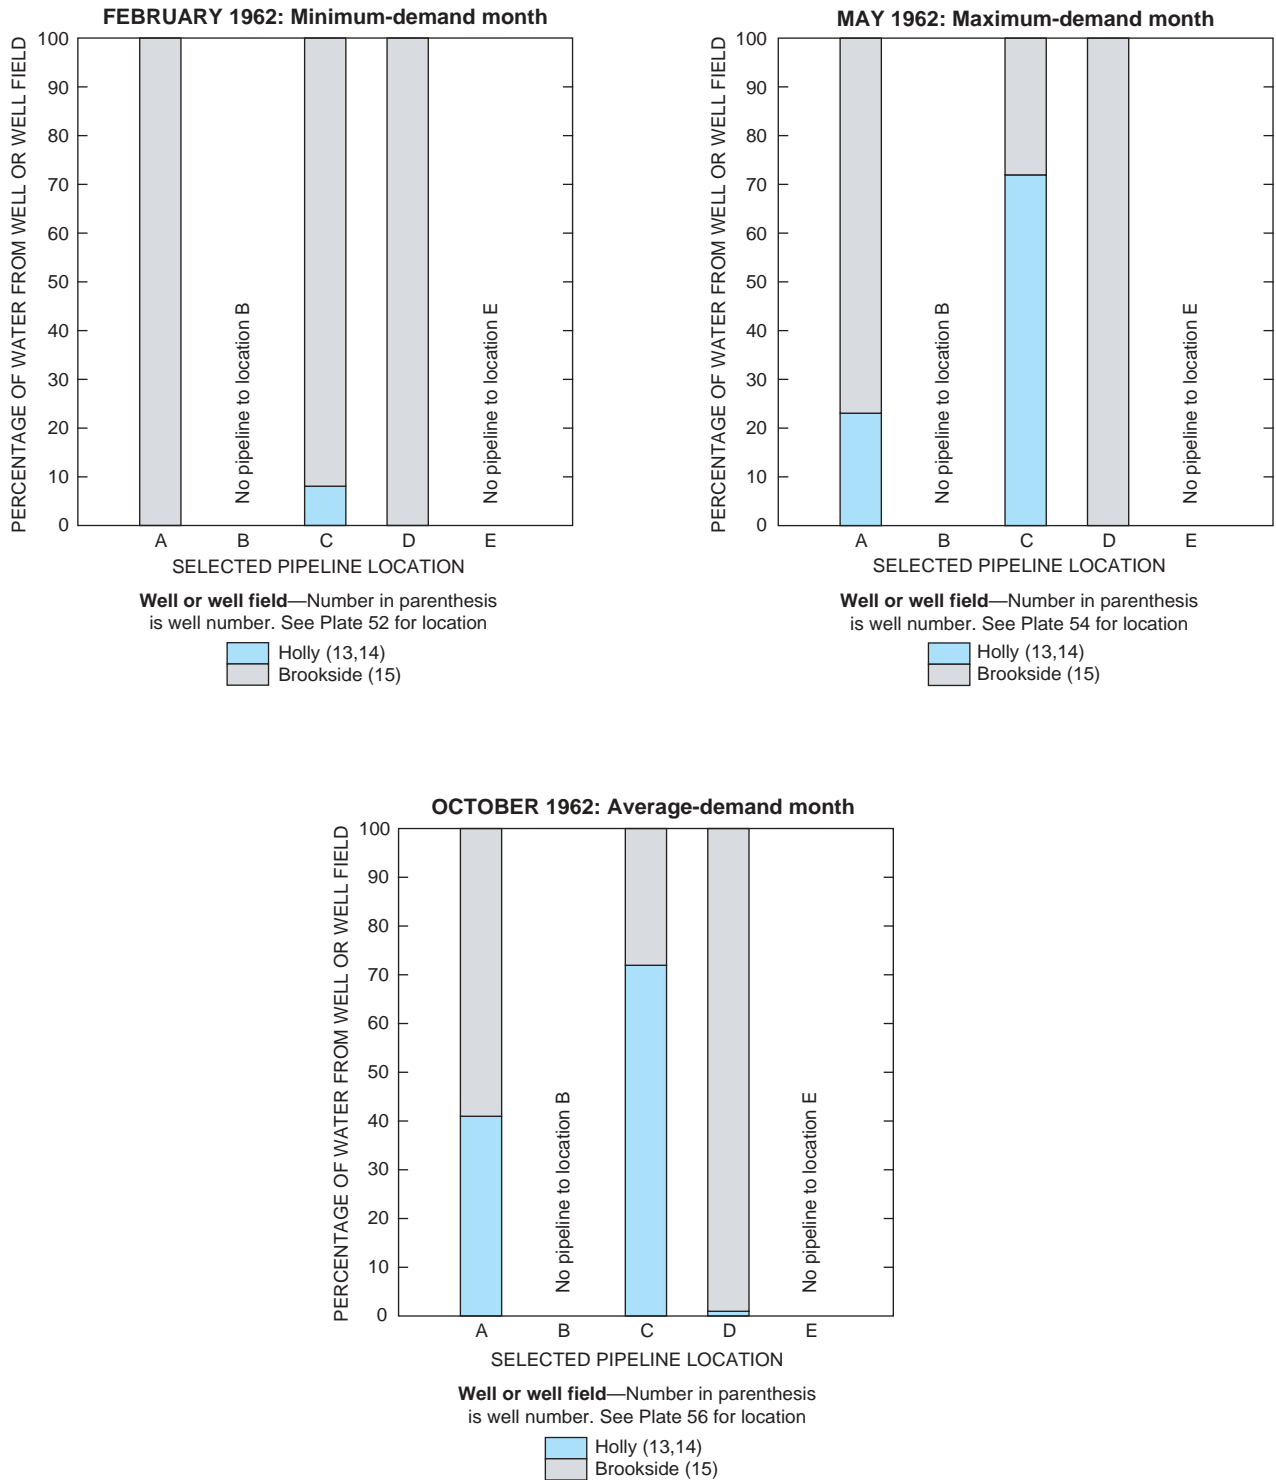 FEBRUARY 1962: Minimum-demand month
PERCENTAGE OF WATER FROM WELL OR WELL FIELD
100
90
80
70
60
50
40
30
20
10
0
No pipeline to location B
No pipeline to location E
A B C D E
SELECTED PIPELINE LOCATION
Well or well field—Number in parenthesis
is well number. See Plate 52 for location
Holly (13,14)
Brookside (15)
MAY 1962: Maximum-demand month
PERCENTAGE OF WATER FROM WELL OR WELL FIELD
100
90
80
70
60
50
40
30
20
10
0
No pipeline to location B
No pipeline to location E
A B C D E
SELECTED PIPELINE LOCATION
Well or well field—Number in parenthesis
is well number. See Plate 54 for location
Holly (13,14)
Brookside (15)
OCTOBER 1962: Average-demand month
PERCENTAGE OF WATER FROM WELL OR WELL FIELD
100
90
80
70
60
50
40
30
20
10
0
No pipeline to location B
No pipeline to location E
A B C D E
SELECTED PIPELINE LOCATION
Well or well field—Number in parenthesis
is well number. See Plate 56 for location
Holly (13,14)
Brookside (15)